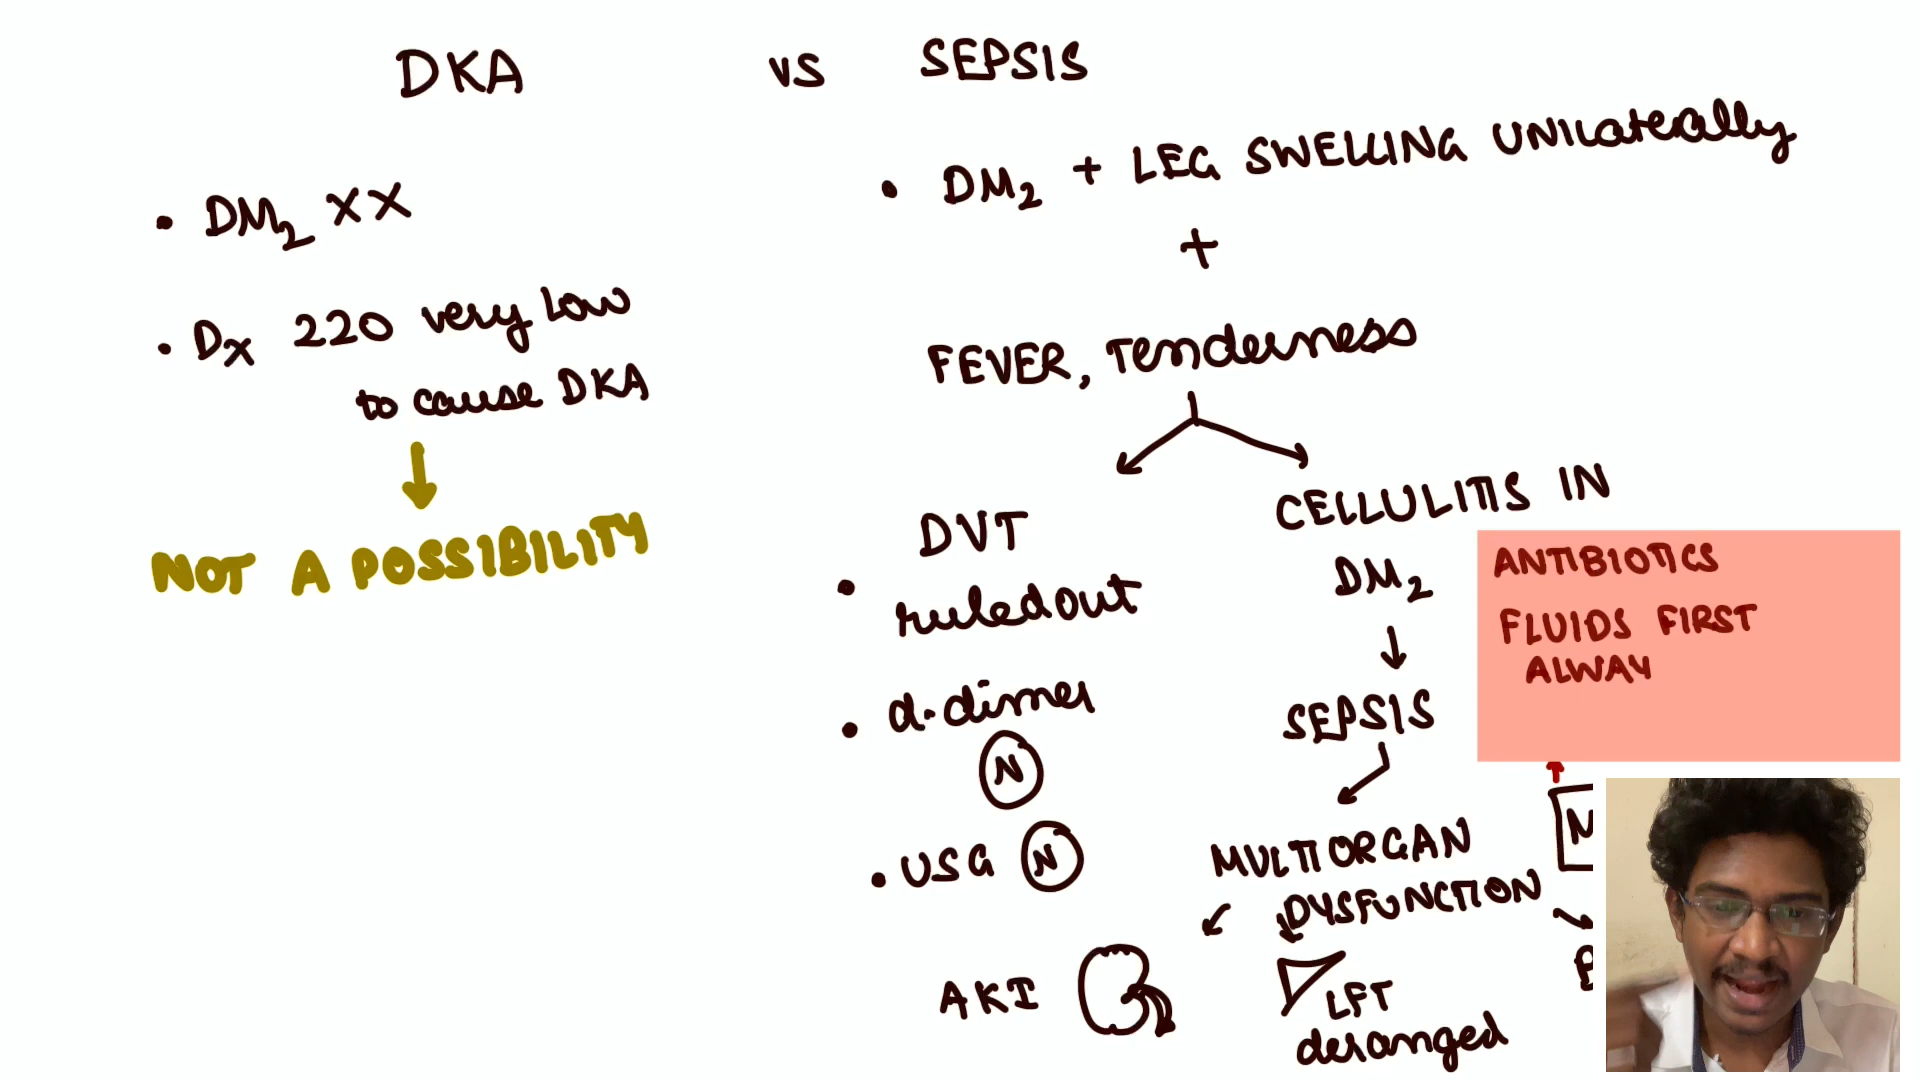 DKA vs SEPSIS
• DM2 XX
• Dx 220 very low
to cause DKA
NOT A POSSIBILITY
• DM2 + LEG SWELLING UNILaterally
+
FEVER, Tenderness
DVT
• ruledout
• d-dimer
N
• USG N
CELLULITIS IN
DM2
SEPSIS
MULTIORGAN
DYSFUNCTION
AKI
LFT
deranged
ANTIBIOTICS
FLUIDS FIRST
ALWAY